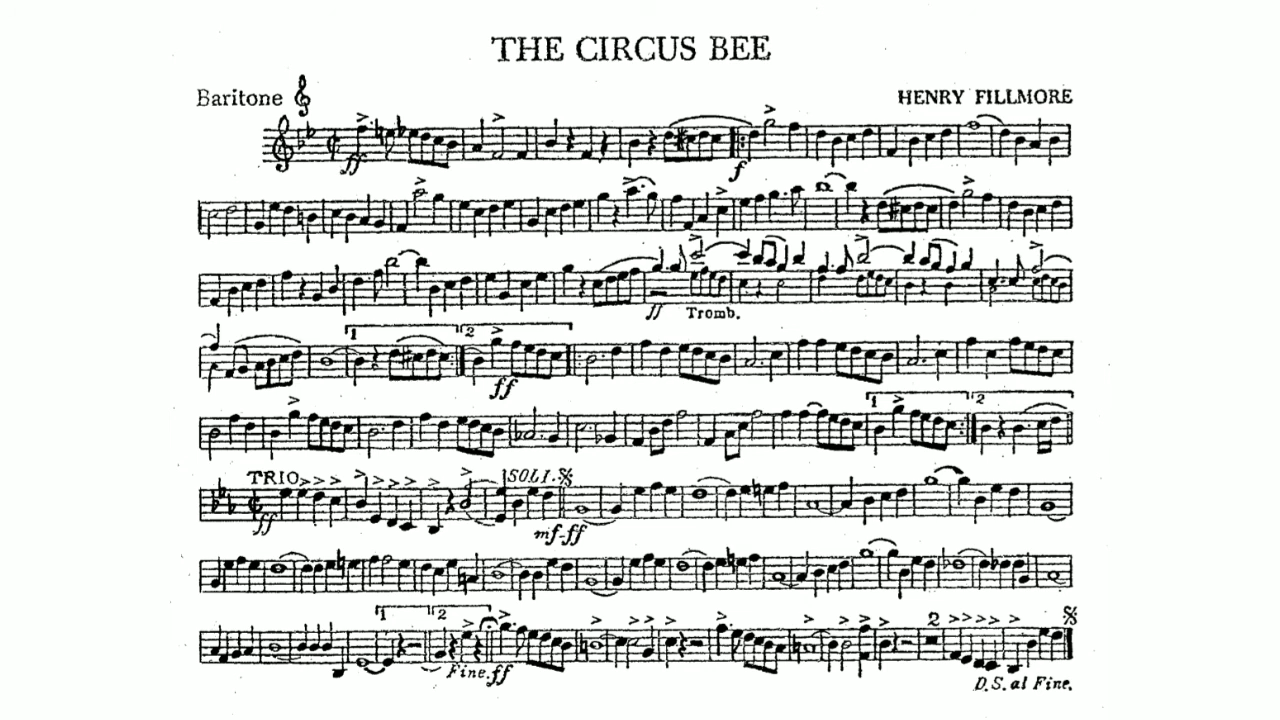 THE CIRCUS BEE
Baritone
HENRY FILLMORE
ff
f
ff Tromb.
1 2
ff
1 2
TRIO SOLI.
ff
mf-ff
1 2 2
Fine. ff
D.S. al Fine.